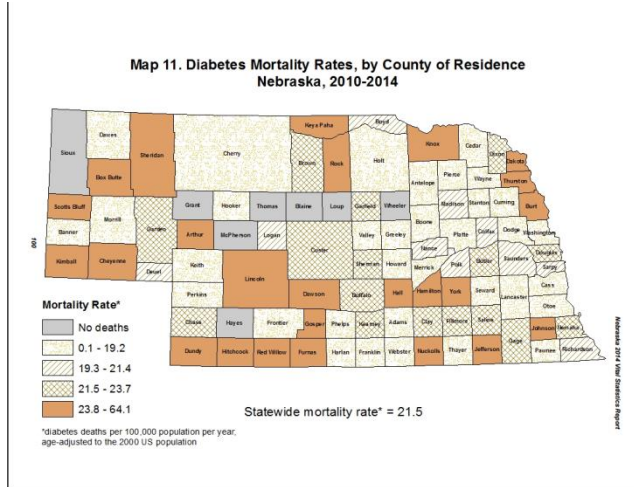 Map 11. Diabetes Mortality Rates, by County of Residence
Nebraska, 2010-2014
Sioux
Dawes
Sheridan
Cherry
Keya Paha
Boyd
Box Butte
Brown
Rock
Holt
Knox
Cedar
Dixon
Dakota
Scotts Bluff
Morrill
Garden
Grant
Hooker
Thomas
Blaine
Loup
Garfield
Wheeler
Antelope
Pierce
Wayne
Thurston
Banner
Arthur
McPherson
Logan
Custer
Valley
Greeley
Boone
Madison
Stanton
Cuming
Burt
Kimball
Cheyenne
Deuel
Keith
Lincoln
Sherman
Howard
Nance
Platte
Colfax
Dodge
Washington
Perkins
Dawson
Buffalo
Hall
Merrick
Polk
Butler
Saunders
Douglas
Sarpy
Hamilton
York
Seward
Lancaster
Cass
Otoe
Chase
Hayes
Frontier
Gosper
Phelps
Kearney
Adams
Clay
Fillmore
Saline
Gage
Johnson
Nemaha
Dundy
Hitchcock
Red Willow
Furnas
Harlan
Franklin
Webster
Nuckolls
Thayer
Jefferson
Pawnee
Richardson
100
Mortality Rate*
No deaths
0.1 - 19.2
19.3 - 21.4
21.5 - 23.7
23.8 - 64.1
Statewide mortality rate* = 21.5
*diabetes deaths per 100,000 population per year;
age-adjusted to the 2000 US population
Nebraska 2014 Vital Statistics Report